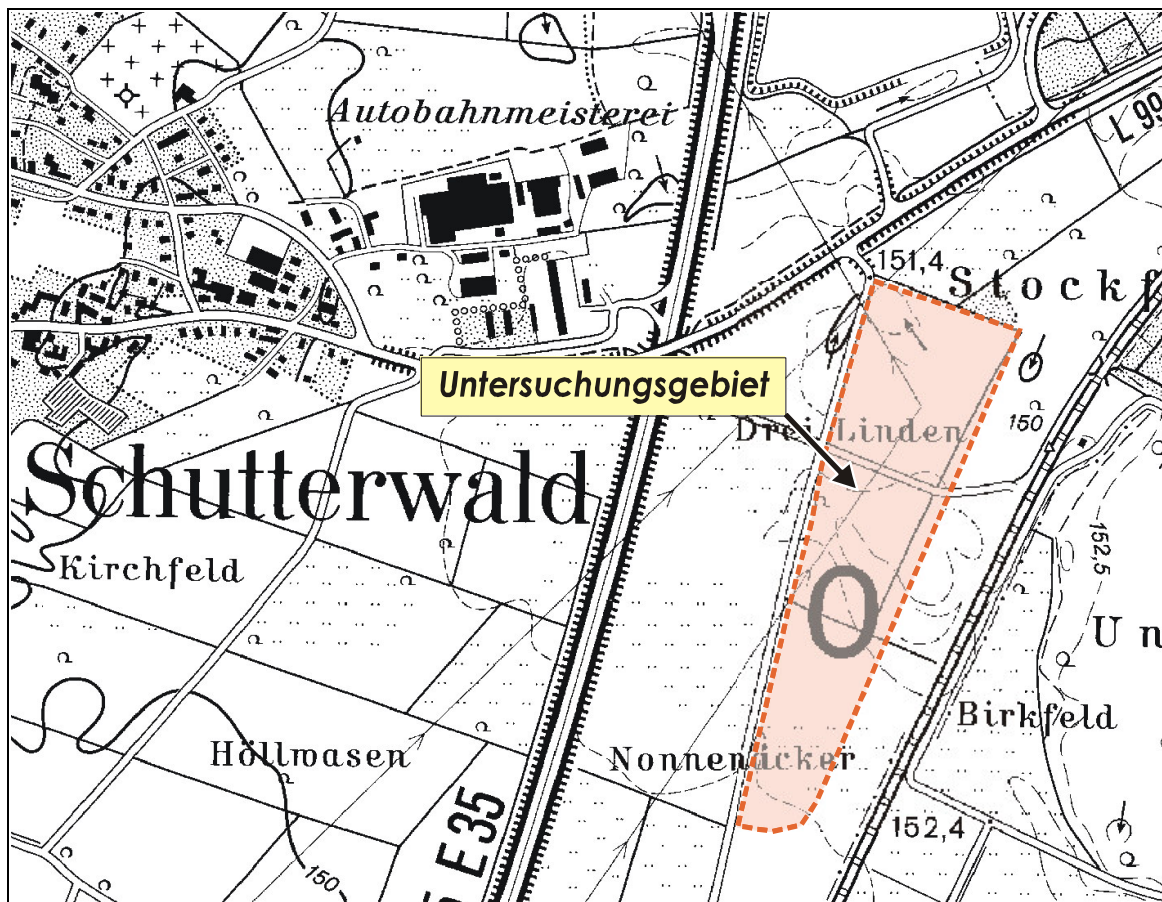 Autobahnmeisterei
L 99
151,4
Stockf
Untersuchungsgebiet
Drei Linden
150
Schutterwald
152,5
Kirchfeld
O
Un
Birkfeld
Höllwasen
Nonnenäcker
E 35
152,4
150